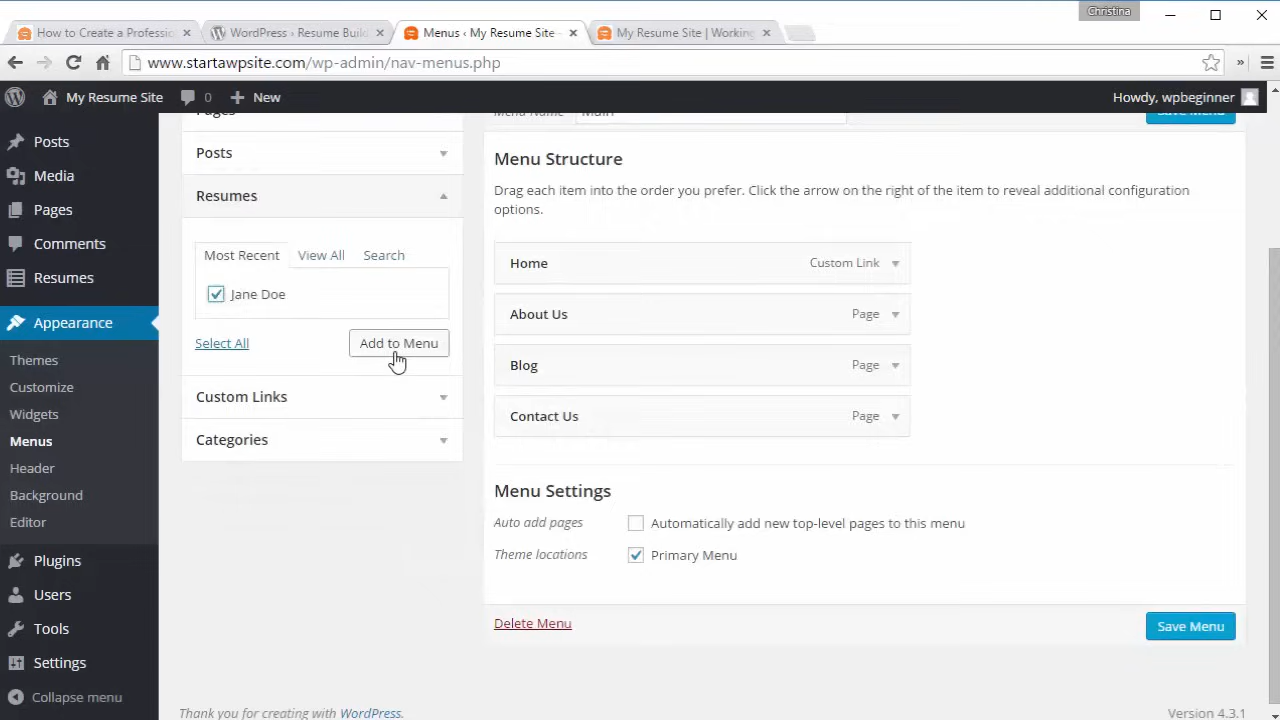 Christina
How to Create a Professic
WordPress › Resume Build
Menus ‹ My Resume Site -
My Resume Site | Working
www.startawpsite.com/wp-admin/nav-menus.php
My Resume Site
0
New
Howdy, wpbeginner
Posts
Media
Pages
Comments
Resumes
Appearance
Themes
Customize
Widgets
Menus
Header
Background
Editor
Plugins
Users
Tools
Settings
Collapse menu
Pages
Posts
Resumes
Most Recent
View All
Search
Jane Doe
Select All
Add to Menu
Custom Links
Categories
Menu Name
Main
Save Menu
Menu Structure
Drag each item into the order you prefer. Click the arrow on the right of the item to reveal additional configuration
options.
Home
Custom Link
About Us
Page
Blog
Page
Contact Us
Page
Menu Settings
Auto add pages
Automatically add new top-level pages to this menu
Theme locations
Primary Menu
Delete Menu
Save Menu
Thank you for creating with WordPress.
Version 4.3.1